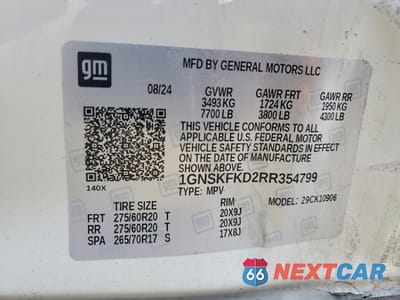 gm
MFD BY GENERAL MOTORS LLC
08/24 GVWR GAWR FRT GAWR RR
3493 KG 1724 KG 1950 KG
7700 LB 3800 LB 4300 LB
THIS VEHICLE CONFORMS TO ALL
APPLICABLE U.S. FEDERAL MOTOR
VEHICLE SAFETY STANDARDS IN
EFFECT ON THE DATE OF
MANUFACTURE SHOWN ABOVE.
1GNSKFKD2RR354799
140X TYPE: MPV 29CK10906
TIRE SIZE RIM
FRT 275/60R20 T 20X9J
RR 275/60R20 T 20X9J
SPA 265/70R17 S 17X8J
66 NEXTCAR